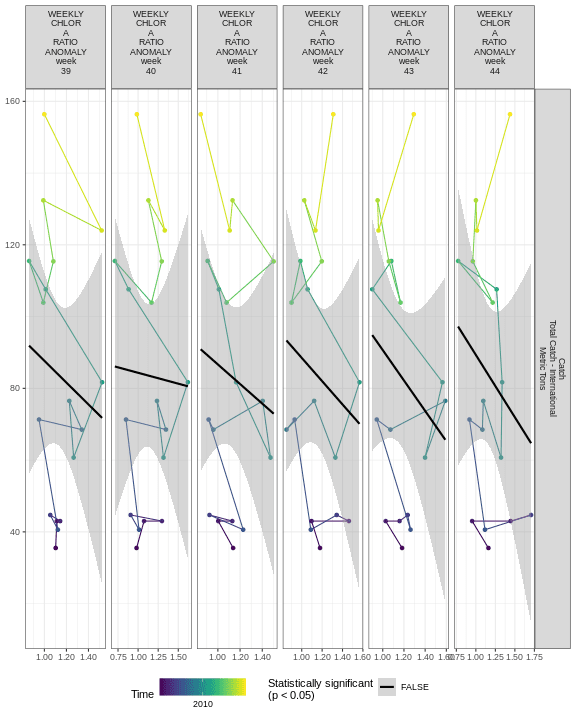 WEEKLY
CHLOR
A
RATIO
ANOMALY
week
39
WEEKLY
CHLOR
A
RATIO
ANOMALY
week
40
WEEKLY
CHLOR
A
RATIO
ANOMALY
week
41
WEEKLY
CHLOR
A
RATIO
ANOMALY
week
42
WEEKLY
CHLOR
A
RATIO
ANOMALY
week
43
WEEKLY
CHLOR
A
RATIO
ANOMALY
week
44
160
120
80
40
Catch
Total Catch - International
Metric Tons
1.00 1.20 1.40
0.75 1.00 1.25 1.50
1.00 1.20 1.40
1.00 1.20 1.40 1.60
1.00 1.20 1.40 1.60
0.75 1.00 1.25 1.50 1.75
Time
2010
Statistically significant
(p < 0.05)
FALSE